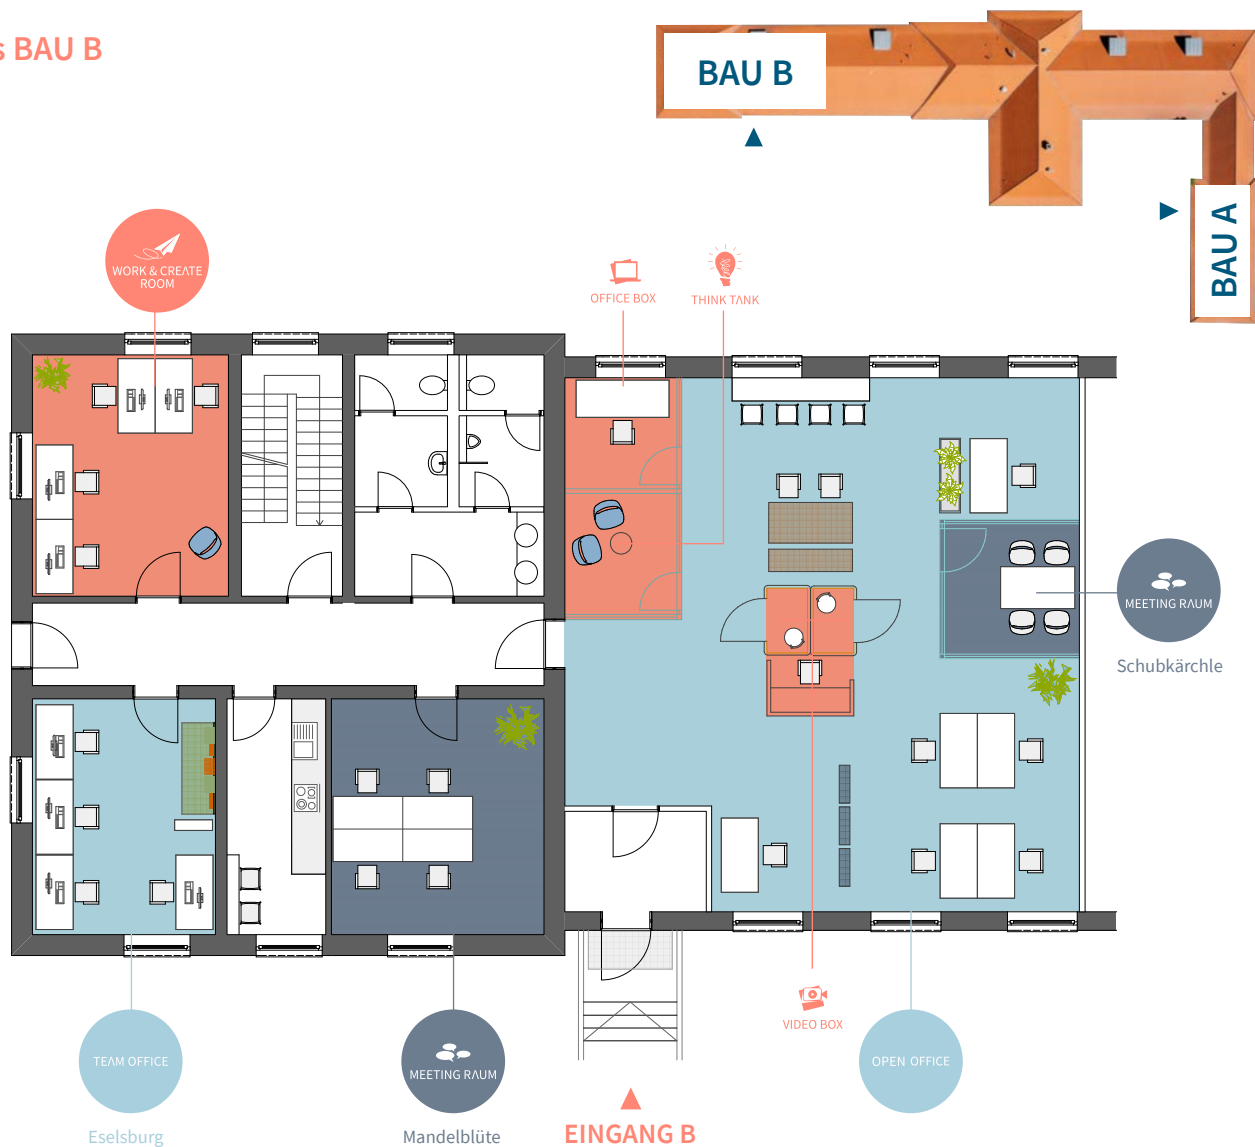 s BAU B
BAU B
BAU A
WORK & CREATE
ROOM
OFFICE BOX
THINK TANK
MEETING RAUM
Schubkärchle
VIDEO BOX
TEAM OFFICE
Eselsburg
MEETING RAUM
Mandelblüte
EINGANG B
OPEN OFFICE